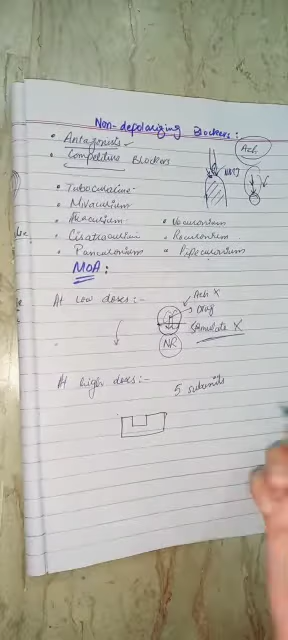 Non-depolarizing Blockers:
• Antagonists
• Competitive Blockers
Ach
NMJ
• Tubocurarine
• Mivacurium
• Atracurium • Vecuronium
• Cisatracurium • Rocuronium
• Pancuronium • Pipecuronium
MOA:
At low doses:-
Ach X
Drug
Stimulate X
NR
At high doses:-
5 subunits